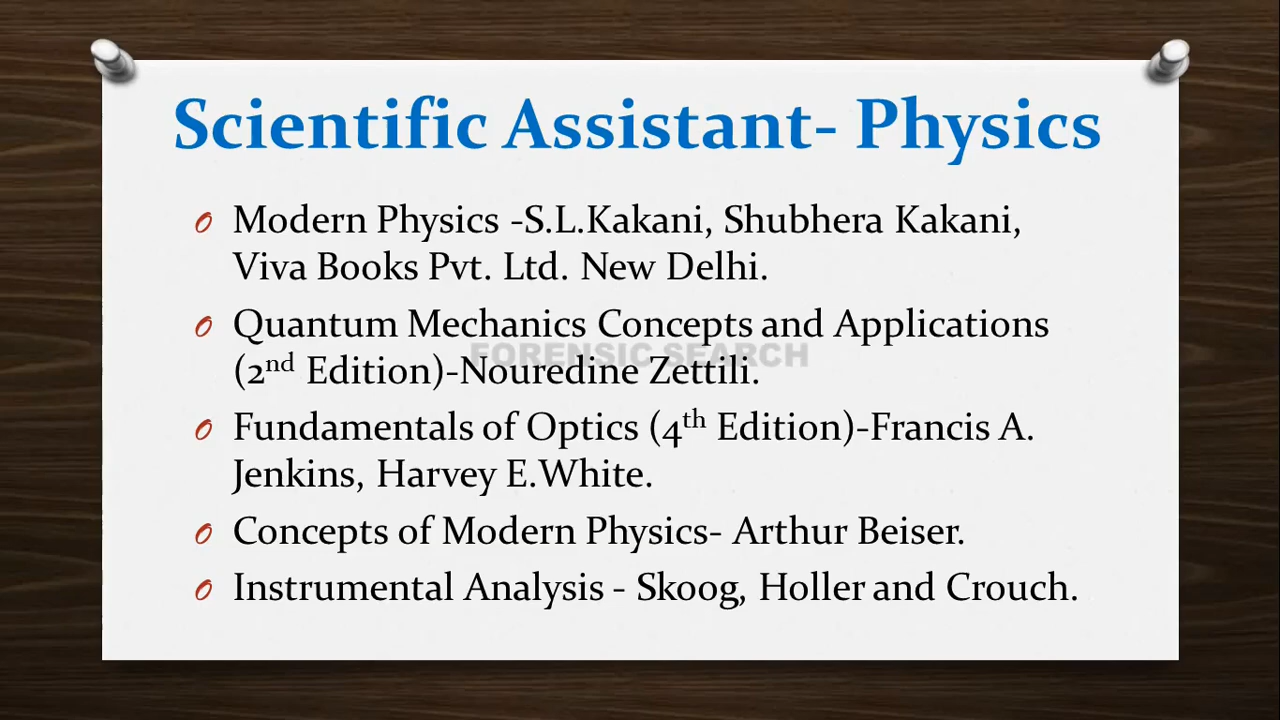 Scientific Assistant- Physics
Modern Physics -S.L.Kakani, Shubhera Kakani,
Viva Books Pvt. Ltd. New Delhi.
Quantum Mechanics Concepts and Applications
FORENSIC SEARCH
(2nd Edition)-Nouredine Zettili.
Fundamentals of Optics (4th Edition)-Francis A.
Jenkins, Harvey E.White.
Concepts of Modern Physics- Arthur Beiser.
Instrumental Analysis - Skoog, Holler and Crouch.